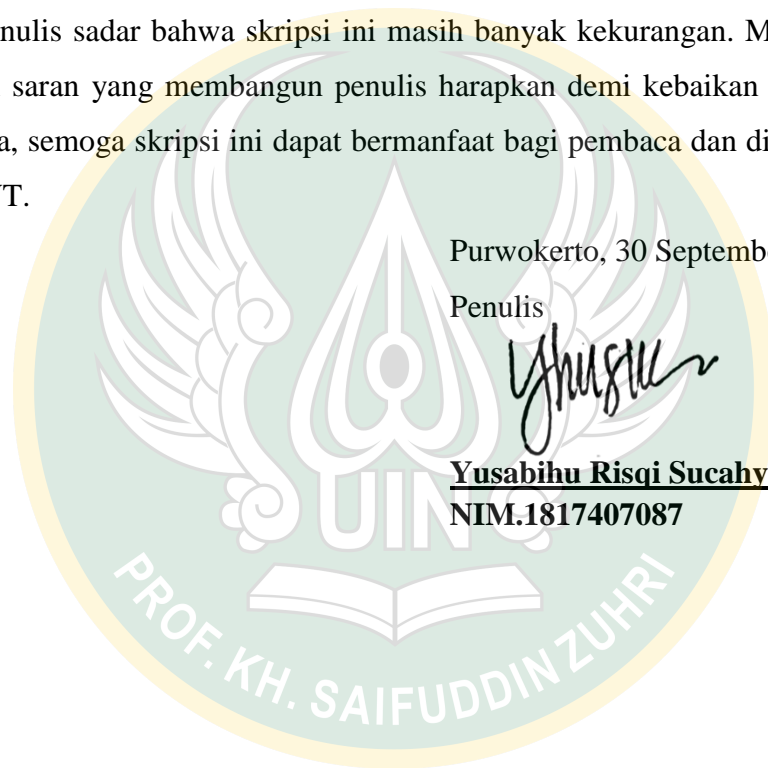 nulis sadar bahwa skripsi ini masih banyak kekurangan. M
saran yang membangun penulis harapkan demi kebaikan
a, semoga skripsi ini dapat bermanfaat bagi pembaca dan di
T.
Purwokerto, 30 Septemb
Penulis
Yusabihu Risqi Sucahy
NIM.1817407087
UIN
PROF. KH. SAIFUDDIN ZUHRI